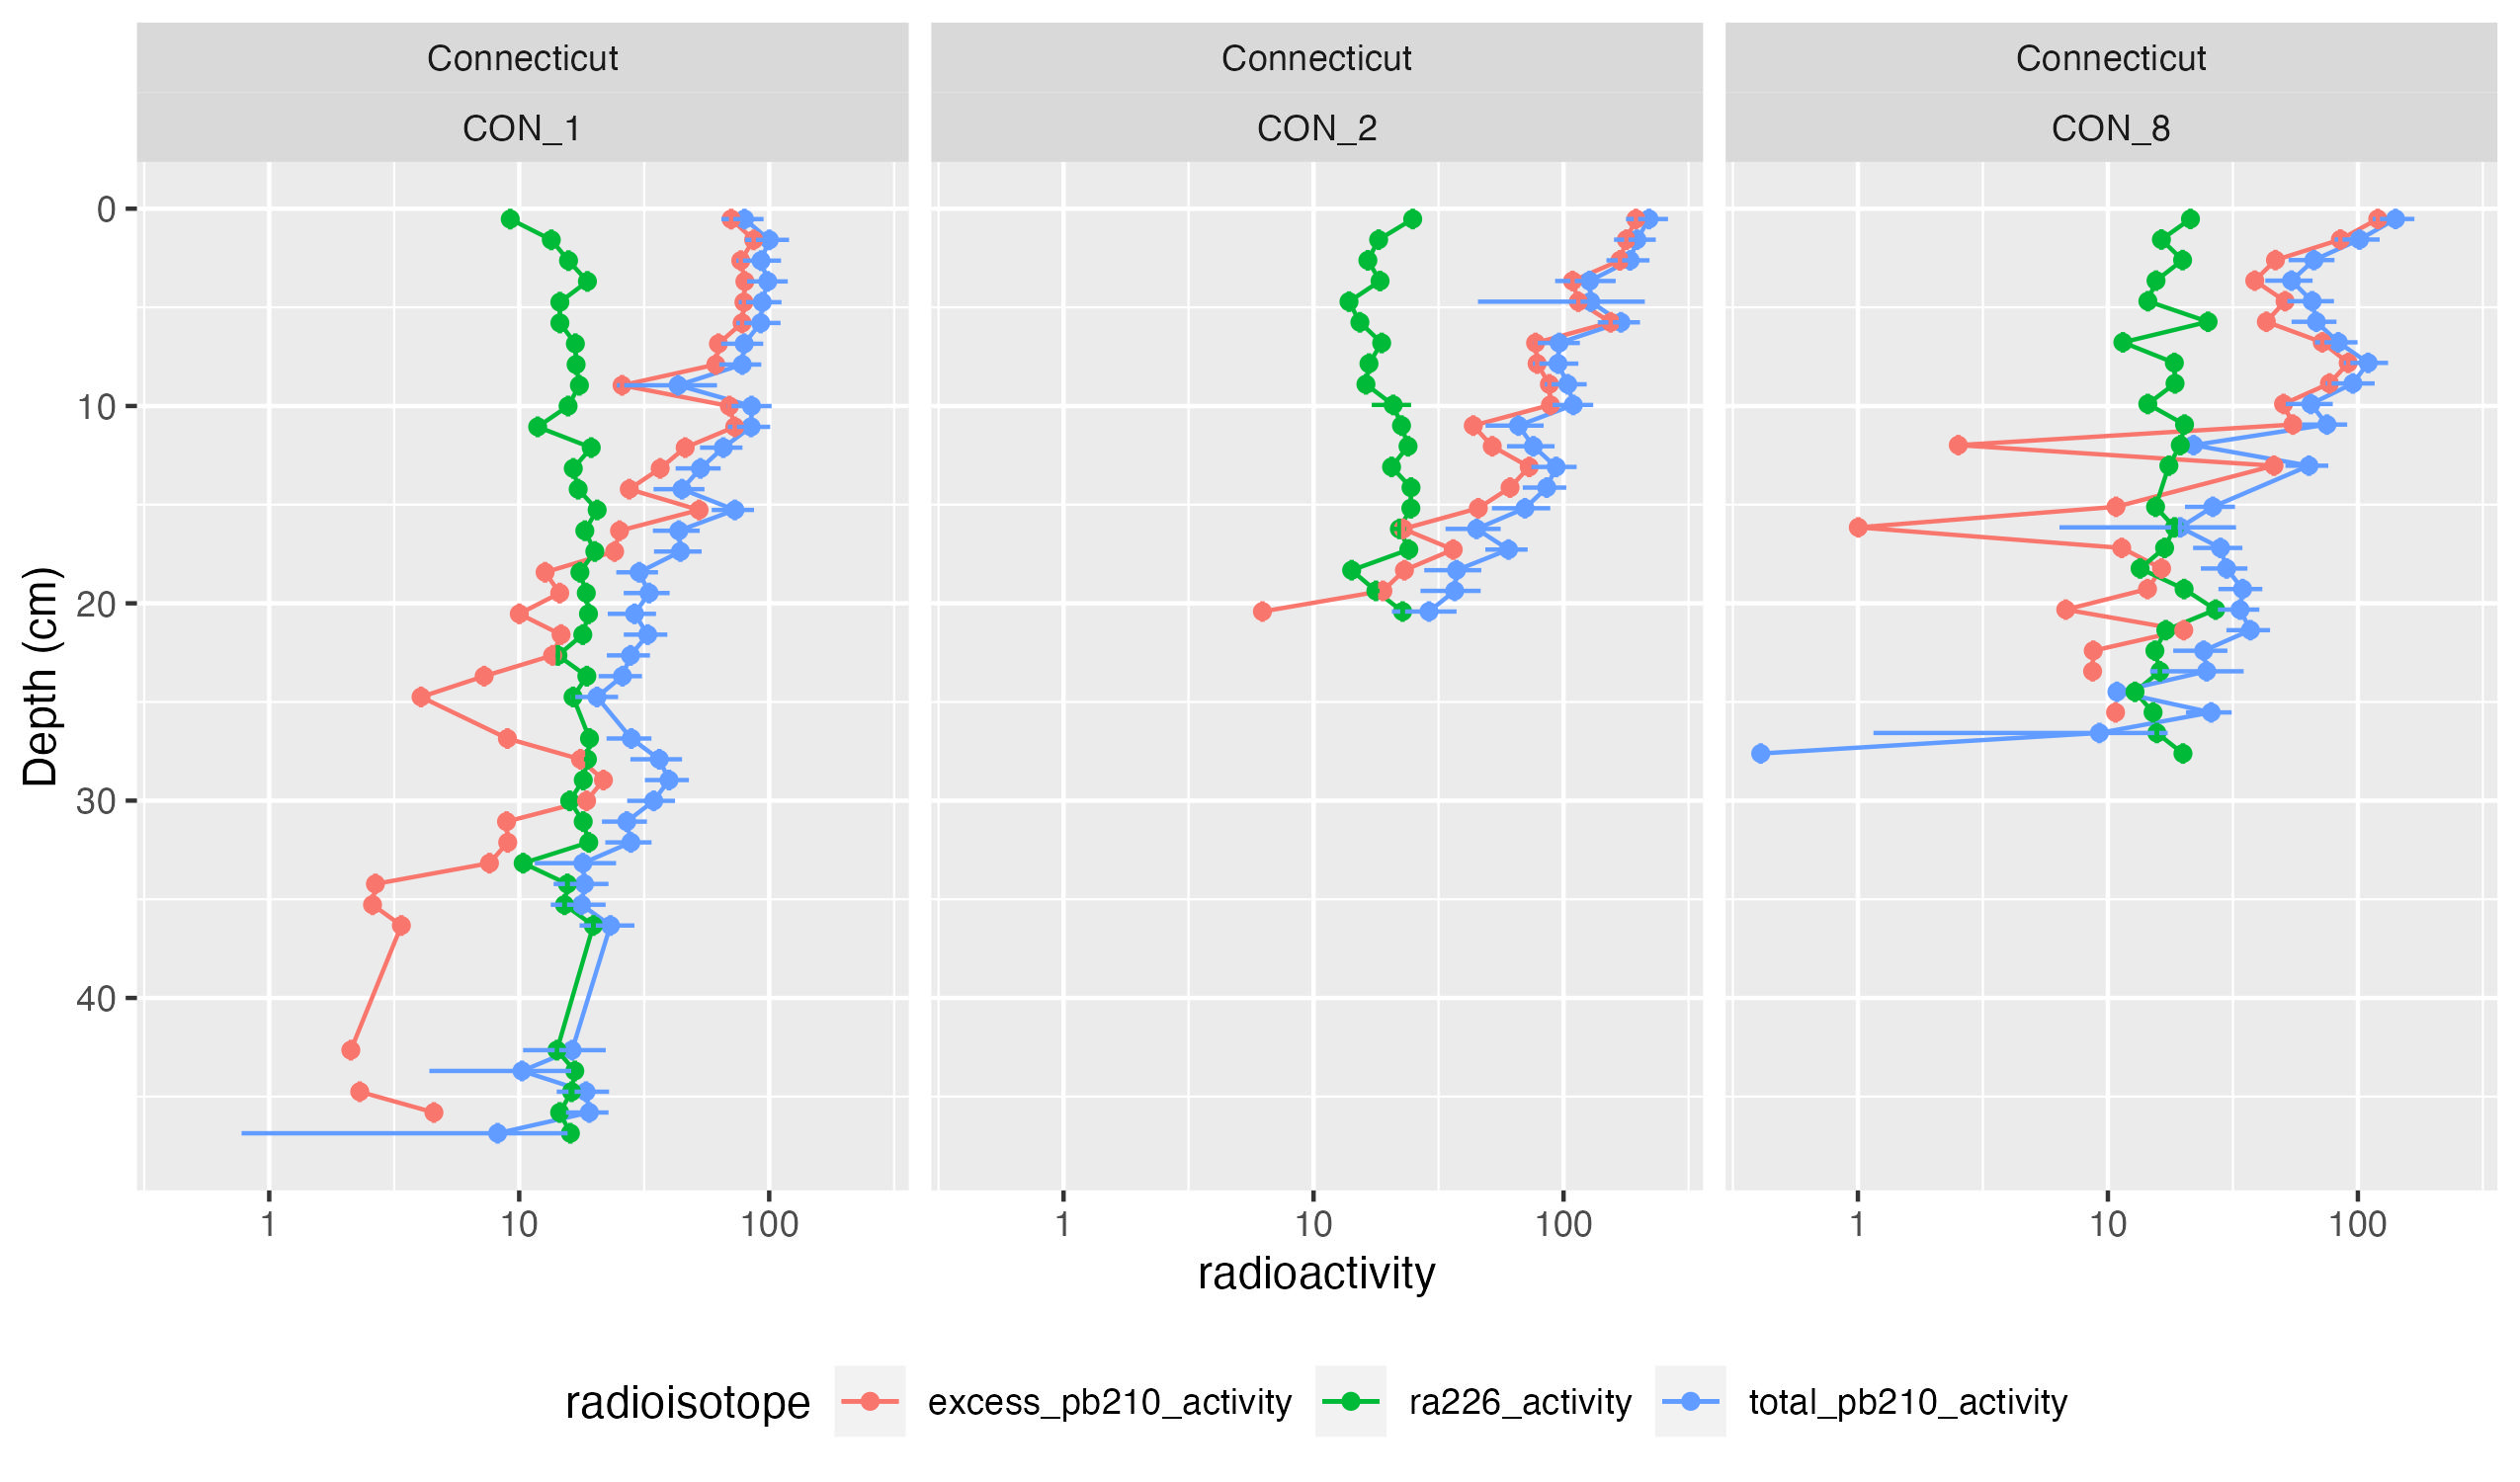 Connecticut Connecticut Connecticut
CON_1 CON_2 CON_8
0
10
20
30
40
Depth (cm)
1 10 100 1 10 100 1 10 100
radioactivity
radioisotope excess_pb210_activity ra226_activity total_pb210_activity